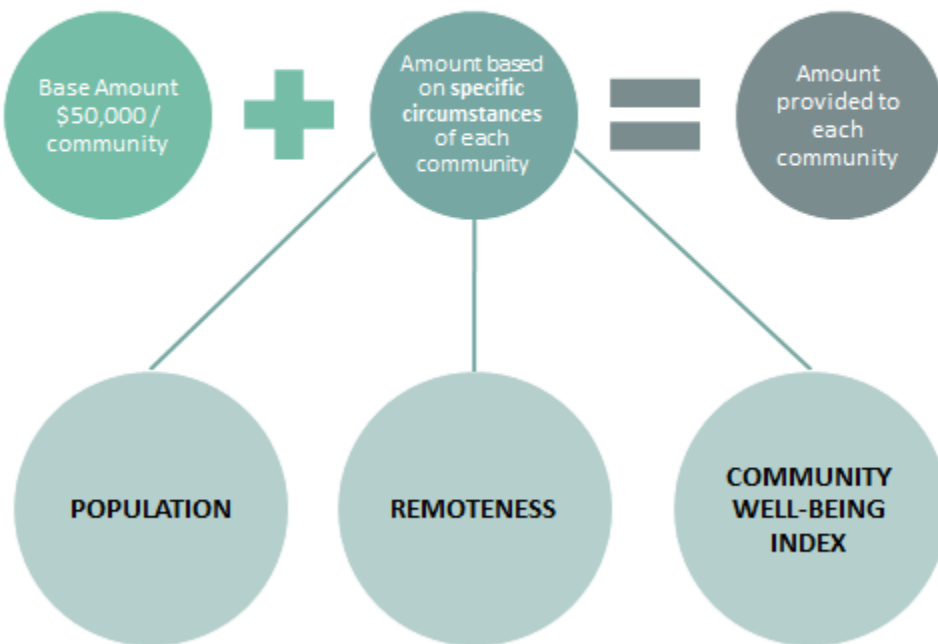 Base Amount
$50,000 /
community
Amount based
on specific
circumstances
of each
community
Amount
provided to
each
community
POPULATION
REMOTENESS
COMMUNITY
WELL-BEING
INDEX